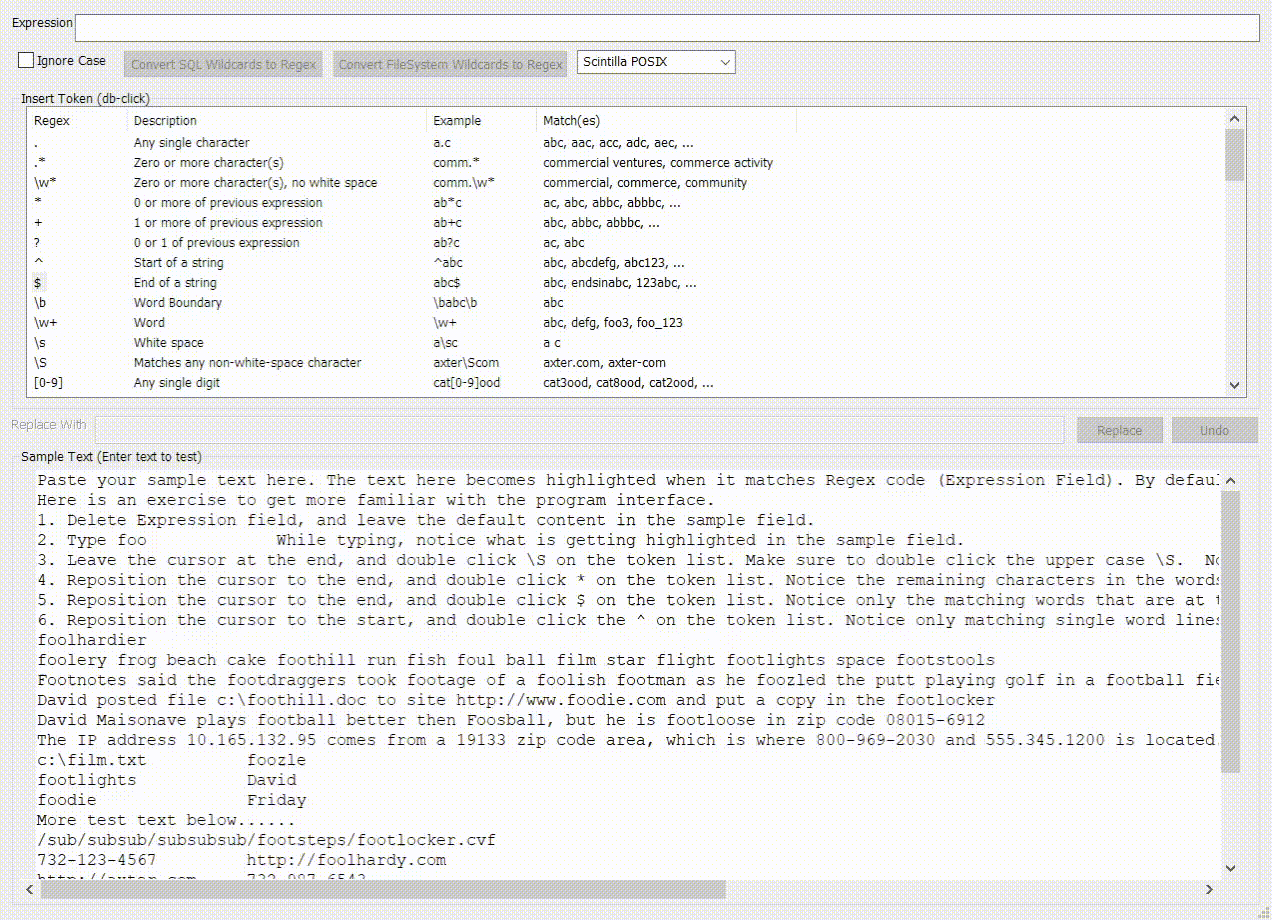 Expression
Ignore Case Convert SQL Wildcards to Regex Convert FileSystem Wildcards to Regex Scintilla POSIX
Insert Token (db-click)
Regex Description Example Match(es)
. Any single character a.c abc, aac, acc, adc, aec, ...
.* Zero or more character(s) comm.* commercial ventures, commerce activity
\w* Zero or more character(s), no white space comm.\w* commercial, commerce, community
* 0 or more of previous expression ab*c ac, abc, abbc, abbbc, ...
+ 1 or more of previous expression ab+c abc, abbc, abbbc, ...
? 0 or 1 of previous expression ab?c ac, abc
^ Start of a string ^abc abc, abcdefg, abc123, ...
$ End of a string abc$ abc, endsinabc, 123abc, ...
\b Word Boundary \babc\b abc
\w+ Word \w+ abc, defg, foo3, foo_123
\s White space a\sc a c
\S Matches any non-white-space character axter\Scom axter.com, axter-com
[0-9] Any single digit cat[0-9]ood cat3ood, cat8ood, cat2ood, ...
Replace With Replace Undo
Sample Text (Enter text to test)
Paste your sample text here. The text here becomes highlighted when it matches Regex code (Expression Field). By defau
Here is an exercise to get more familiar with the program interface.
1. Delete Expression field, and leave the default content in the sample field.
2. Type foo While typing, notice what is getting highlighted in the sample field.
3. Leave the cursor at the end, and double click \S on the token list. Make sure to double click the upper case \S. No
4. Reposition the cursor to the end, and double click * on the token list. Notice the remaining characters in the words
5. Reposition the cursor to the end, and double click $ on the token list. Notice only the matching words that are at
6. Reposition the cursor to the start, and double click the ^ on the token list. Notice only matching single word lines
foolhardier
foolery frog beach cake foothill run fish foul ball film star flight footlights space footstools
Footnotes said the footdraggers took footage of a foolish footman as he foozled the putt playing golf in a football fie
David posted file c:\foothill.doc to site http://www.foodie.com and put a copy in the footlocker
David Maisonave plays football better then Foosball, but he is footloose in zip code 08015-6912
The IP address 10.165.132.95 comes from a 19133 zip code area, which is where 800-969-2030 and 555.345.1200 is located
c:\film.txt foozle
footlights David
foodie Friday
More test text below......
/sub/subsub/subsubsub/footsteps/footlocker.cvf
732-123-4567 http://foolhardy.com
http://axter.com 732-987-6543